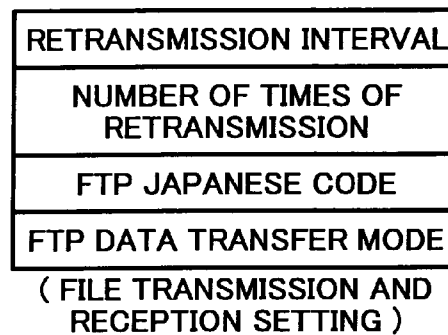 RETRANSMISSION INTERVAL
NUMBER OF TIMES OF
RETRANSMISSION
FTP JAPANESE CODE
FTP DATA TRANSFER MODE
( FILE TRANSMISSION AND
RECEPTION SETTING )